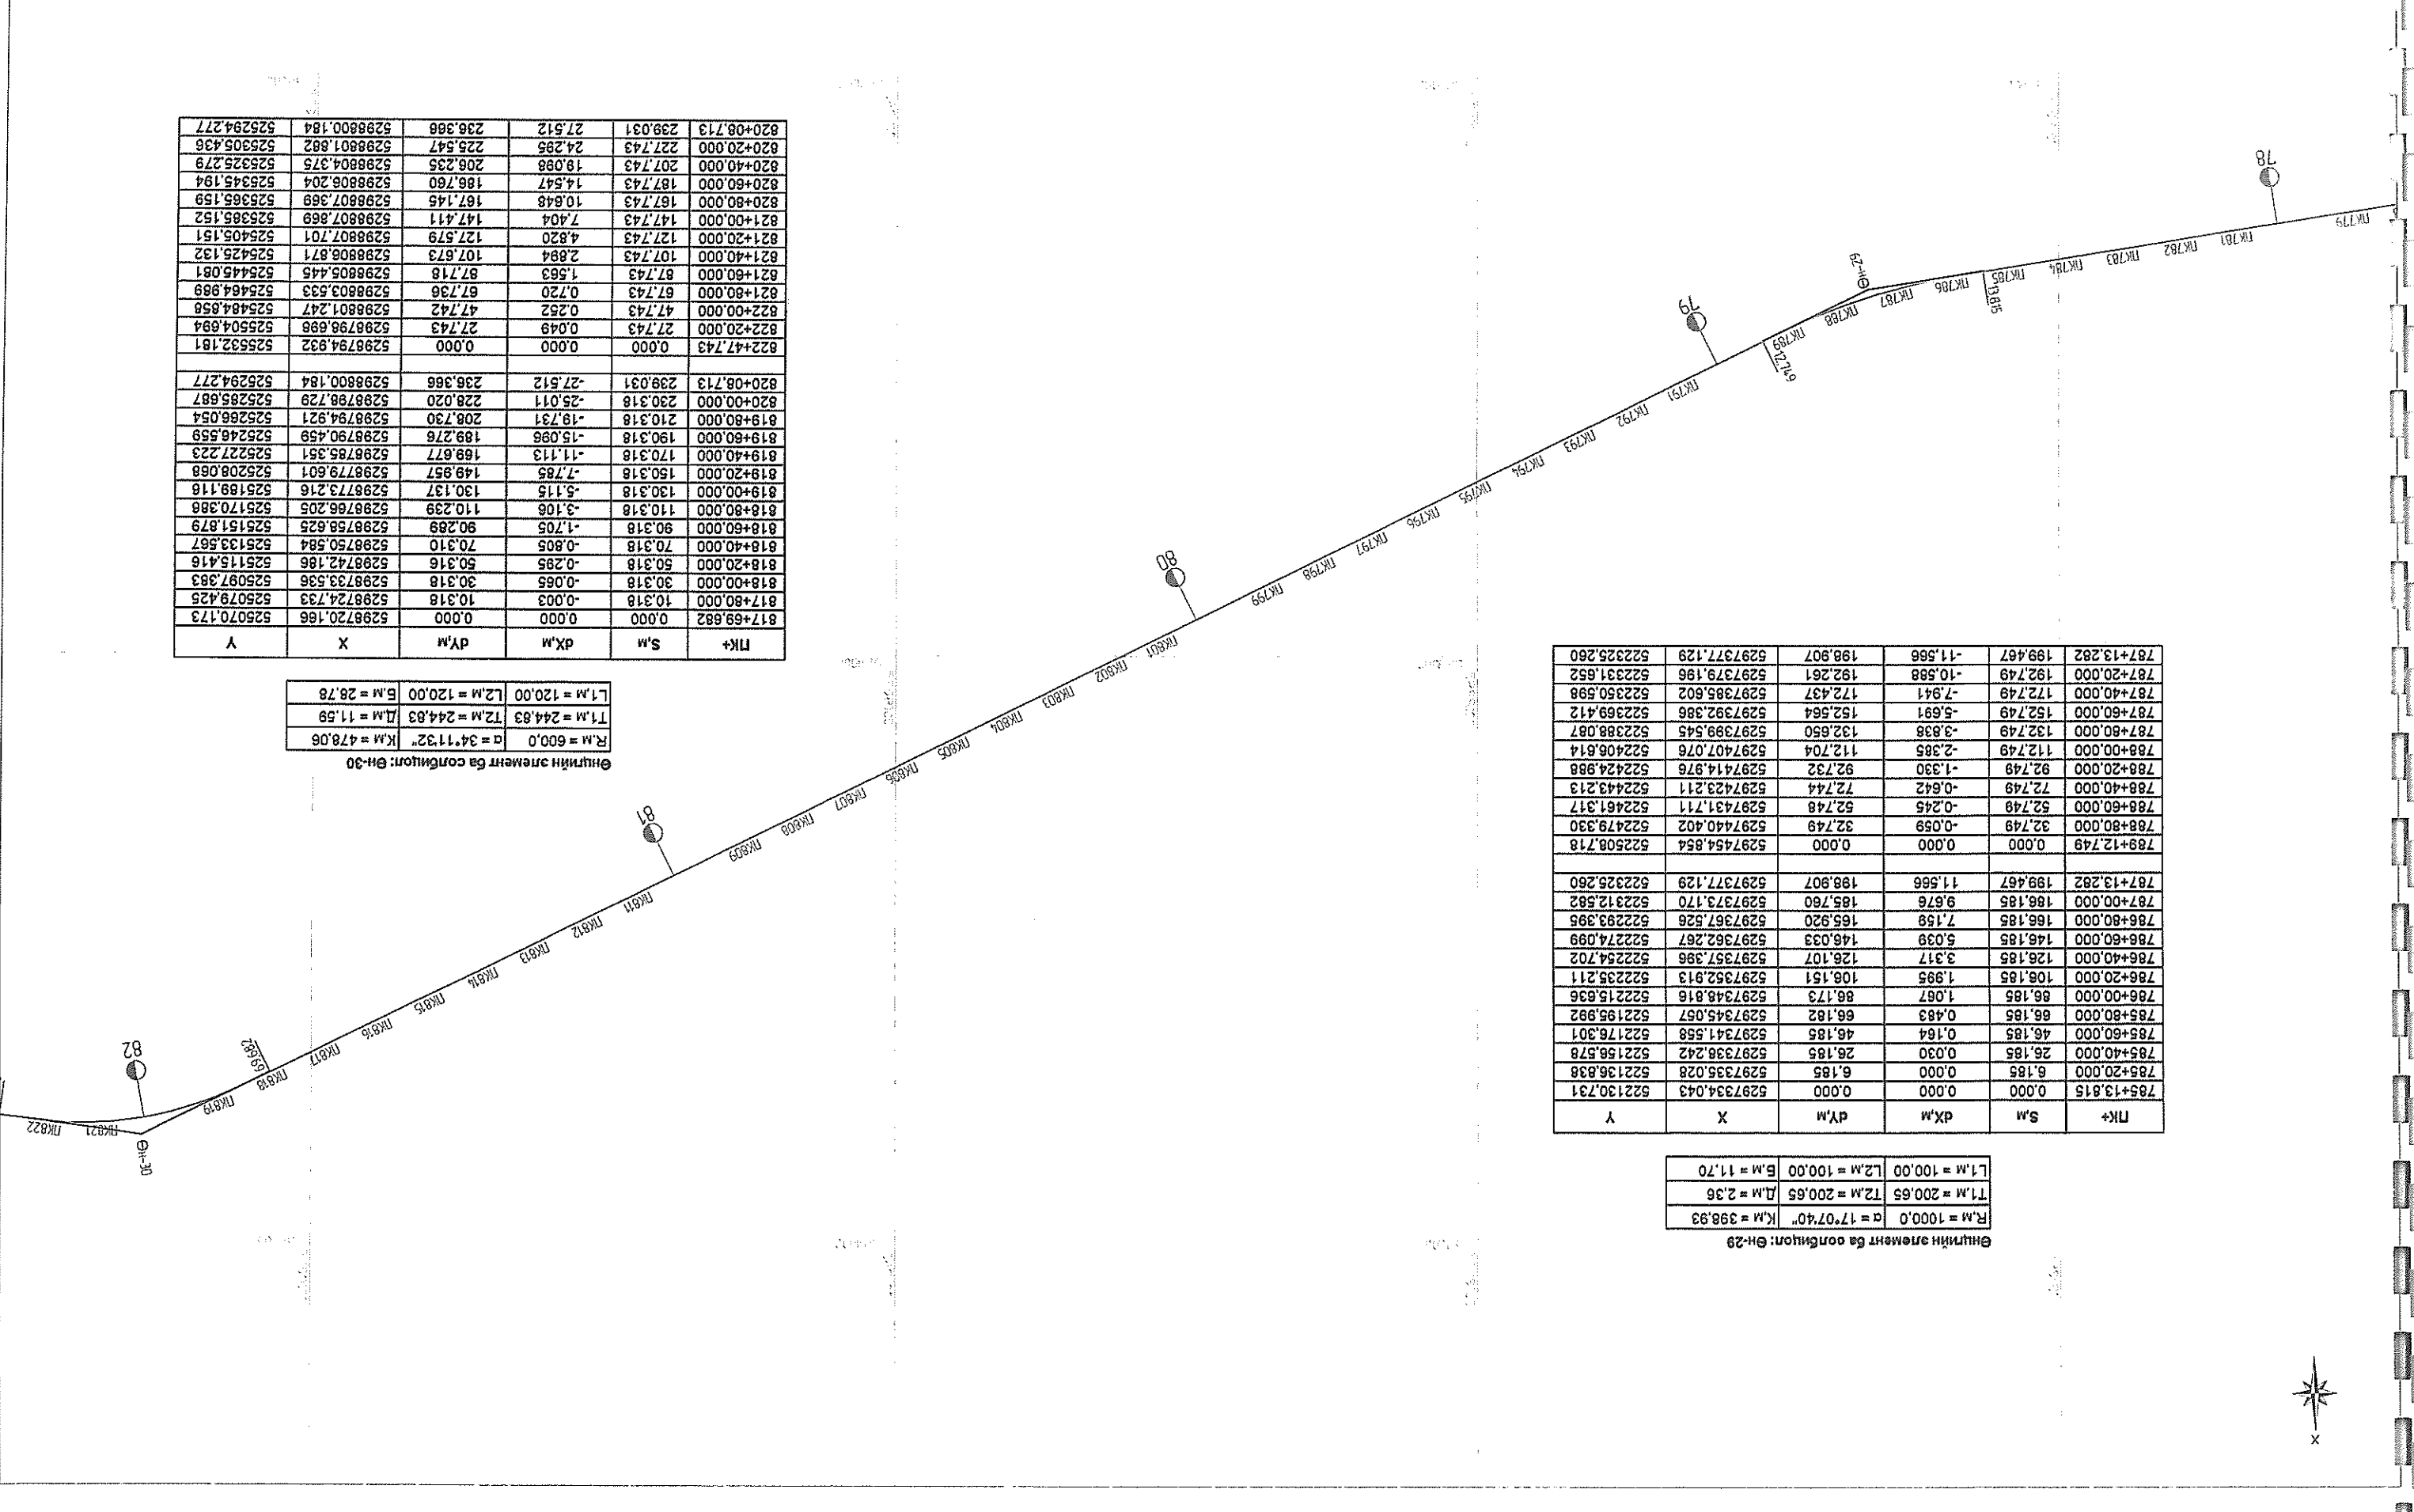 X
Өнцгийн элемент ба солбицол: Өн-29
R,м = 1000,0 α = 17°07'40" К,м = 398,93
T1,м = 200,65 T2,м = 200,65 Д,м = 2,36
L1,м = 100,00 L2,м = 100,00 Б,м = 11,70
ПК+ S,м dX,м dY,м X Y
785+13,815 0,000 0,000 0,000 5297334,043 522130,731
785+20,000 6,185 0,000 6,185 5297335,028 522136,838
785+40,000 26,185 0,030 26,185 5297338,242 522156,578
785+60,000 46,185 0,164 46,185 5297341,558 522176,301
785+80,000 66,185 0,483 66,182 5297345,057 522195,992
786+00,000 86,185 1,067 86,173 5297348,816 522215,636
786+20,000 106,185 1,995 106,151 5297352,913 522235,211
786+40,000 126,185 3,317 126,107 5297357,396 522254,702
786+60,000 146,185 5,039 146,033 5297362,267 522274,099
786+80,000 166,185 7,159 165,920 5297367,526 522293,395
787+00,000 186,185 9,676 185,760 5297373,170 522312,582
787+13,282 199,467 11,566 198,907 5297377,129 522325,260
789+12,749 0,000 0,000 0,000 5297454,854 522508,718
788+80,000 32,749 -0,059 32,749 5297440,402 522479,330
788+60,000 52,749 -0,245 52,748 5297431,711 522461,317
788+40,000 72,749 -0,642 72,744 5297423,211 522443,213
788+20,000 92,749 -1,330 92,732 5297414,976 522424,988
788+00,000 112,749 -2,385 112,704 5297407,076 522406,614
787+80,000 132,749 -3,838 132,650 5297399,545 522388,087
787+60,000 152,749 -5,691 152,564 5297392,386 522369,412
787+40,000 172,749 -7,941 172,437 5297385,602 522350,598
787+20,000 192,749 -10,588 192,261 5297379,196 522331,652
787+13,282 199,467 -11,566 198,907 5297377,129 522325,260
Өнцгийн элемент ба солбицол: Өн-30
R,м = 600,0 α = 34°11'32" К,м = 478,06
T1,м = 244,83 T2,м = 244,83 Д,м = 11,59
L1,м = 120,00 L2,м = 120,00 Б,м = 28,78
ПК+ S,м dX,м dY,м X Y
817+69,682 0,000 0,000 0,000 5298720,166 525070,173
817+80,000 10,318 -0,003 10,318 5298724,733 525079,425
818+00,000 30,318 -0,065 30,318 5298733,536 525097,383
818+20,000 50,318 -0,295 50,316 5298742,186 525115,416
818+40,000 70,318 -0,805 70,310 5298750,584 525133,567
818+60,000 90,318 -1,705 90,289 5298758,625 525151,879
818+80,000 110,318 -3,106 110,239 5298766,205 525170,386
819+00,000 130,318 -5,115 130,137 5298773,216 525189,116
819+20,000 150,318 -7,785 149,957 5298779,601 525208,068
819+40,000 170,318 -11,113 169,677 5298785,351 525227,223
819+60,000 190,318 -15,096 189,276 5298790,459 525246,559
819+80,000 210,318 -19,731 208,730 5298794,921 525266,054
820+00,000 230,318 -25,011 228,020 5298798,729 525285,687
820+08,713 239,031 -27,512 236,366 5298800,184 525294,277
822+47,743 0,000 0,000 0,000 5298794,932 525532,181
822+20,000 27,743 0,049 27,743 5298798,696 525504,694
822+00,000 47,743 0,252 47,742 5298801,247 525484,858
821+80,000 67,743 0,720 67,736 5298803,533 525464,989
821+60,000 87,743 1,563 87,718 5298805,445 525445,081
821+40,000 107,743 2,894 107,673 5298806,871 525425,132
821+20,000 127,743 4,820 127,579 5298807,701 525405,151
821+00,000 147,743 7,404 147,411 5298807,869 525385,152
820+80,000 167,743 10,848 167,145 5298807,369 525365,159
820+60,000 187,743 14,547 186,760 5298806,204 525345,194
820+40,000 207,743 19,098 206,235 5298804,375 525325,279
820+20,000 227,743 24,295 225,547 5298801,882 525305,436
820+08,713 239,031 27,512 236,366 5298800,184 525294,277
ПК779
78
ПК781
ПК782
ПК783
ПК784
ПК785
13.815
ПК786
ПК787
Өн-29
ПК788
ПК789
12.749
79
ПК791
ПК792
ПК793
ПК794
ПК795
ПК796
ПК797
ПК798
ПК799
80
ПК801
ПК802
ПК803
ПК804
ПК805
ПК806
ПК807
ПК808
ПК809
81
ПК811
ПК812
ПК813
ПК814
ПК815
ПК816
ПК817
ПК818
69.682
ПК819
82
Өн-30
ПК821
ПК822